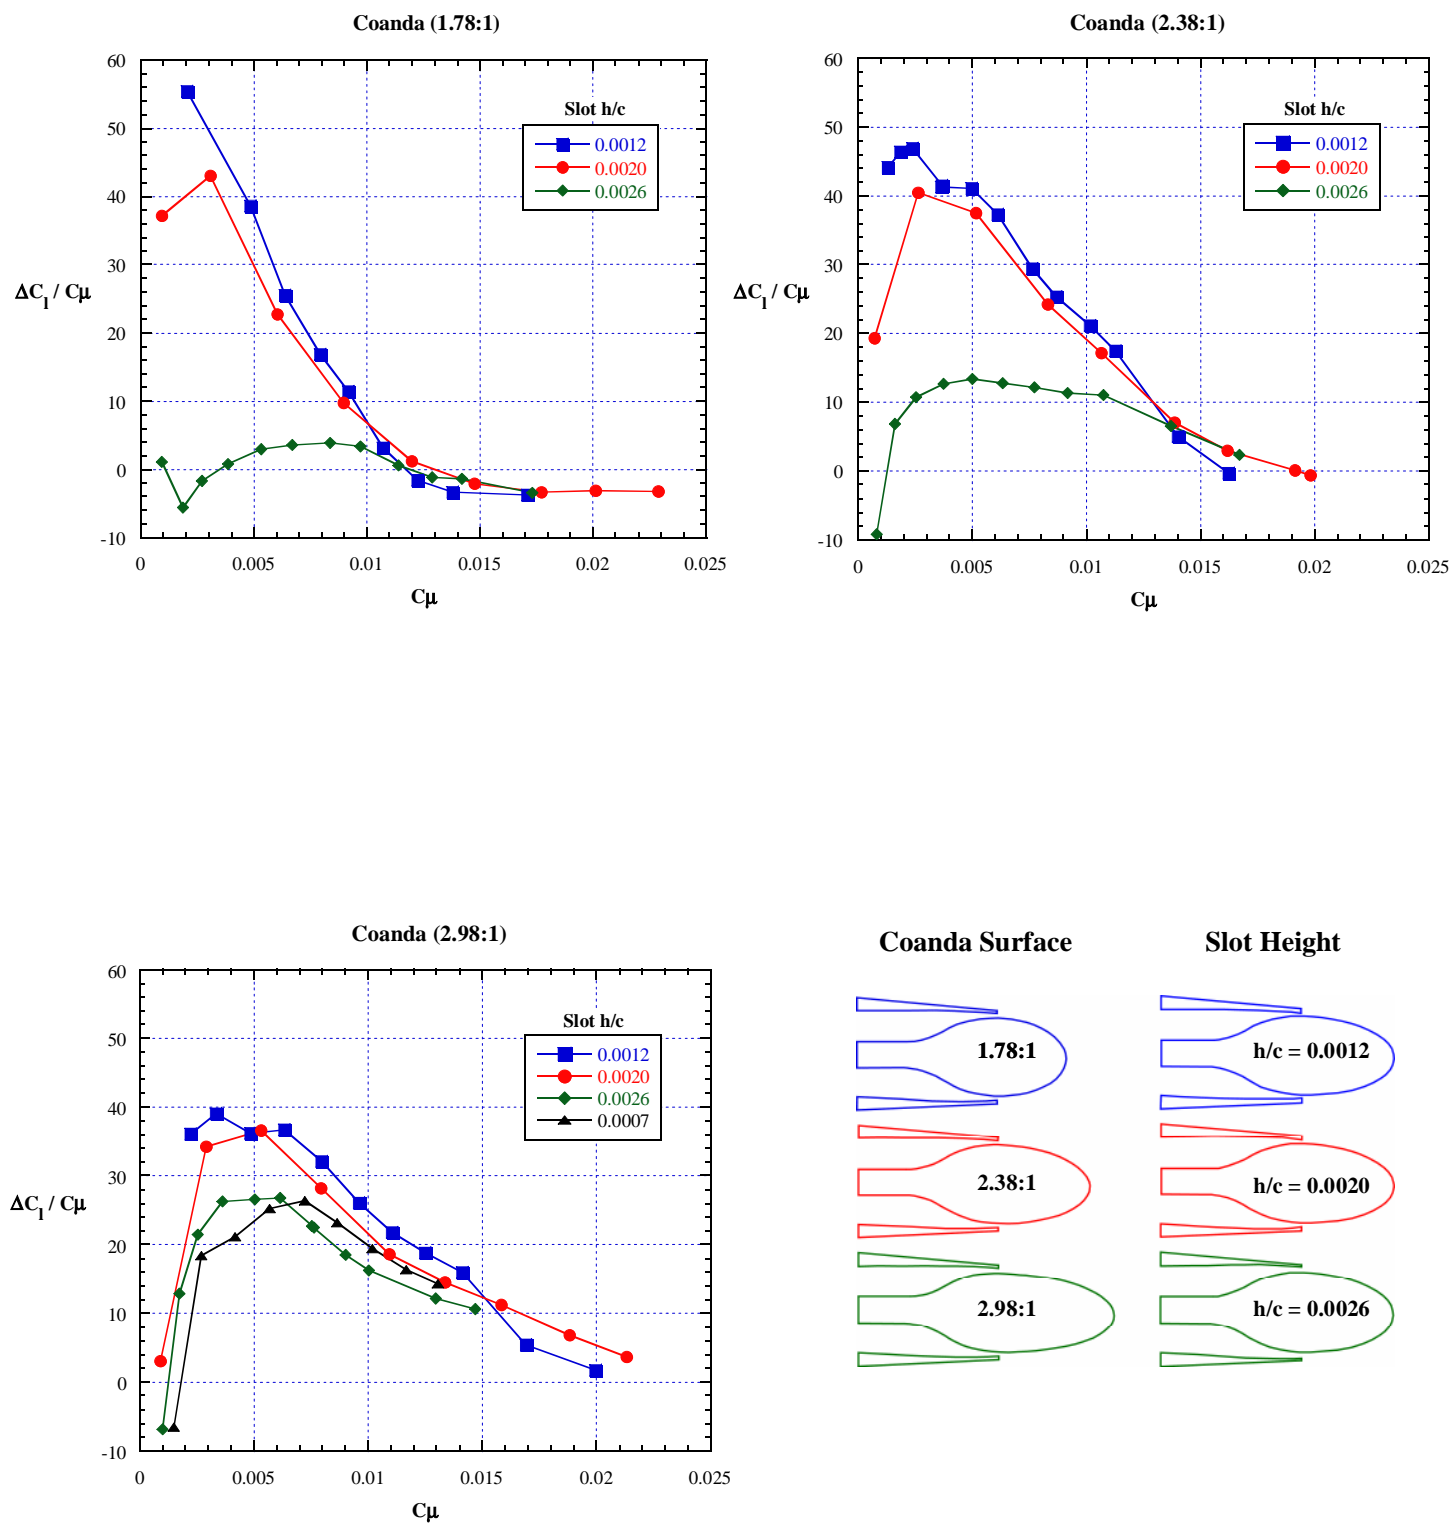 Coanda (1.78:1)
60
50
40
30
20
10
0
-10
ΔCl / Cμ
Slot h/c
0.0012
0.0020
0.0026
0 0.005 0.01 0.015 0.02 0.025
Cμ
Coanda (2.38:1)
60
50
40
30
20
10
0
-10
ΔCl / Cμ
Slot h/c
0.0012
0.0020
0.0026
0 0.005 0.01 0.015 0.02 0.025
Cμ
Coanda (2.98:1)
60
50
40
30
20
10
0
-10
ΔCl / Cμ
Slot h/c
0.0012
0.0020
0.0026
0.0007
0 0.005 0.01 0.015 0.02 0.025
Cμ
Coanda Surface
1.78:1
2.38:1
2.98:1
Slot Height
h/c = 0.0012
h/c = 0.0020
h/c = 0.0026